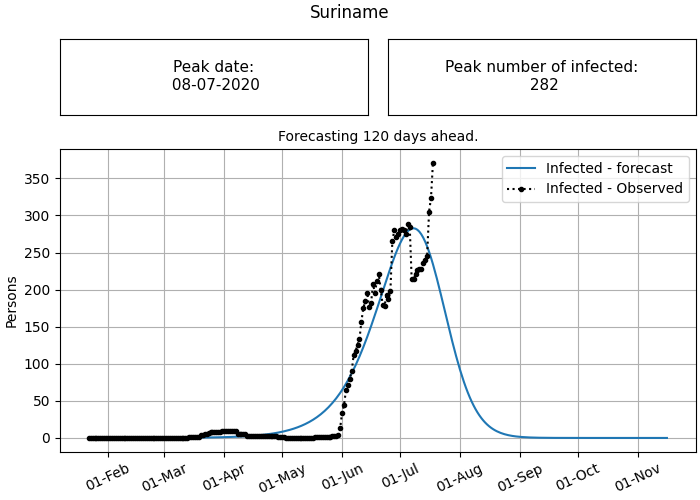 Suriname
Peak date:
08-07-2020
Peak number of infected:
282
Forecasting 120 days ahead.
Infected - forecast
Infected - Observed
Persons
350
300
250
200
150
100
50
0
01-Feb
01-Mar
01-Apr
01-May
01-Jun
01-Jul
01-Aug
01-Sep
01-Oct
01-Nov